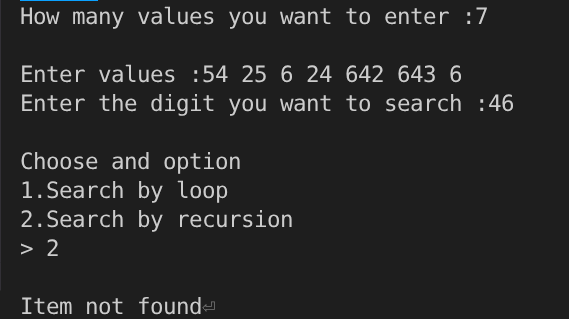 How many values you want to enter :7
Enter values :54 25 6 24 642 643 6
Enter the digit you want to search :46
Choose and option
1.Search by loop
2.Search by recursion
> 2
Item not found⏎